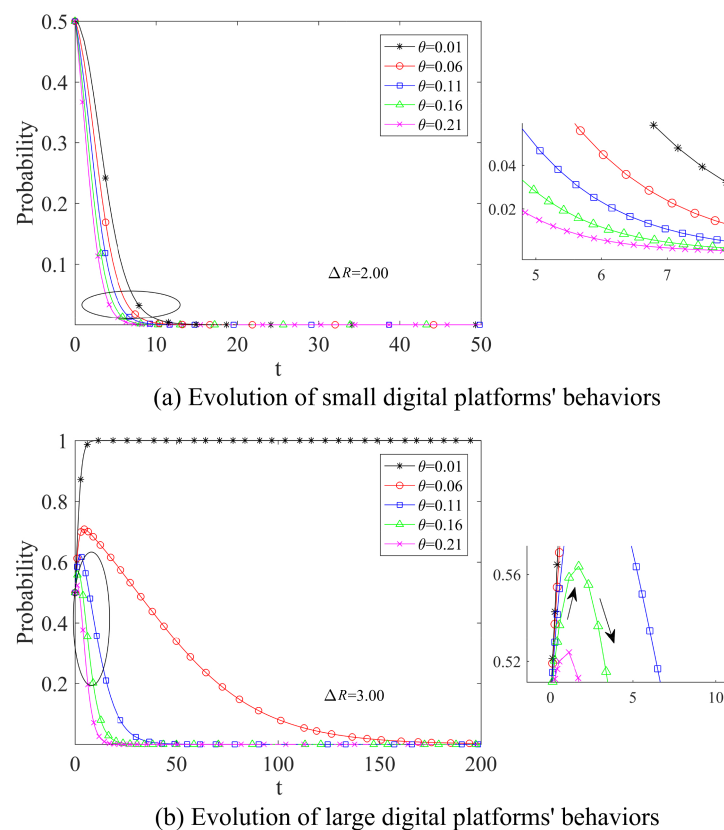 0.5
0.4
0.3
0.2
0.1
0
0
10
20
30
40
50
Probability
t
θ=0.01
θ=0.06
θ=0.11
θ=0.16
θ=0.21
ΔR=2.00
0.04
0.02
5
6
7
(a) Evolution of small digital platforms' behaviors
1
0.8
0.6
0.4
0.2
0
0
50
100
150
200
Probability
t
θ=0.01
θ=0.06
θ=0.11
θ=0.16
θ=0.21
ΔR=3.00
0.56
0.52
0
5
10
(b) Evolution of large digital platforms' behaviors